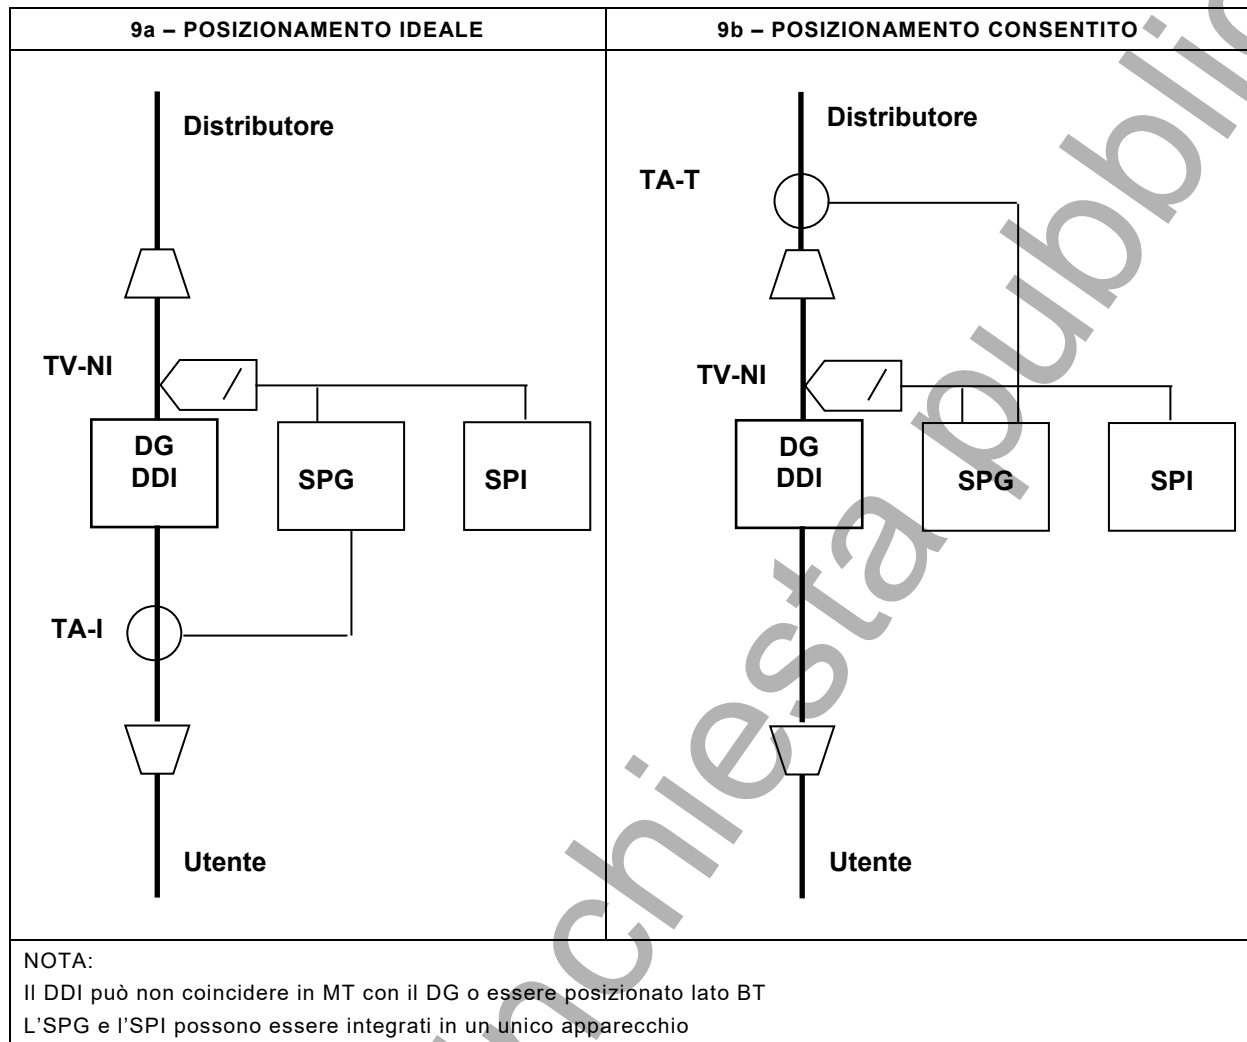 9a – POSIZIONAMENTO IDEALE
9b – POSIZIONAMENTO CONSENTITO
Distributore
TV-NI
DG
DDI
SPG
SPI
TA-I
Utente
Distributore
TA-T
TV-NI
DG
DDI
SPG
SPI
Utente
NOTA:
Il DDI può non coincidere in MT con il DG o essere posizionato lato BT
L'SPG e l'SPI possono essere integrati in un unico apparecchio
inchiesta pubblic